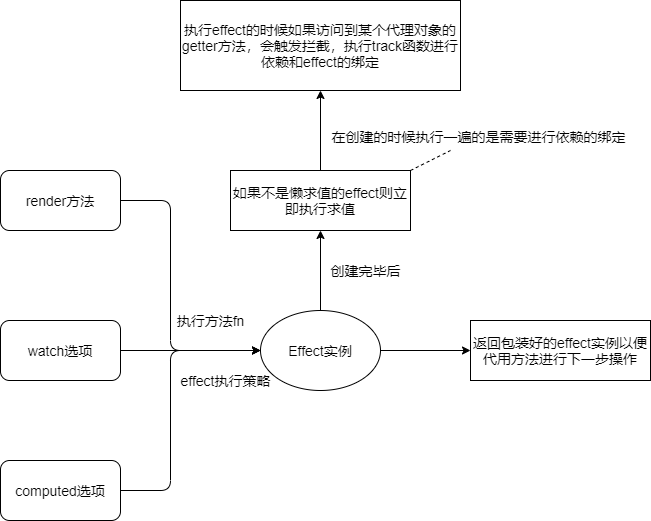 执行effect的时候如果访问到某个代理对象的
getter方法，会触发拦截，执行track函数进行
依赖和effect的绑定
在创建的时候执行一遍的是需要进行依赖的绑定
render方法
如果不是懒求值的effect则立
即执行求值
创建完毕后
执行方法fn
watch选项
Effect实例
返回包装好的effect实例以便
代用方法进行下一步操作
effect执行策略
computed选项